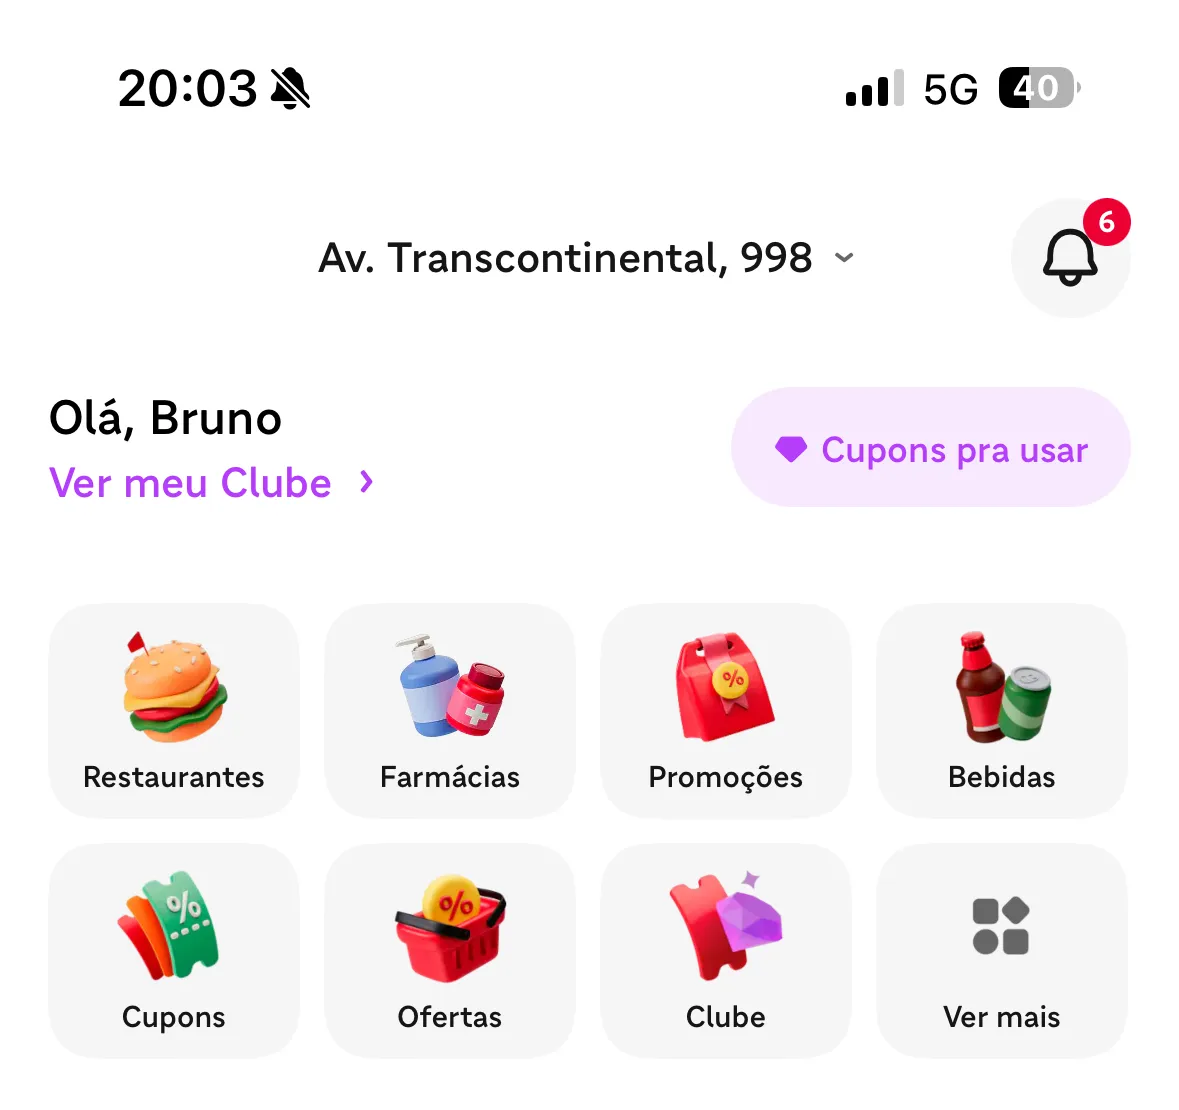 20:03 5G 40
Av. Transcontinental, 998
6
Olá, Bruno
Ver meu Clube
Cupons pra usar
%
Restaurantes Farmácias Promoções Bebidas
% %
Cupons Ofertas Clube Ver mais